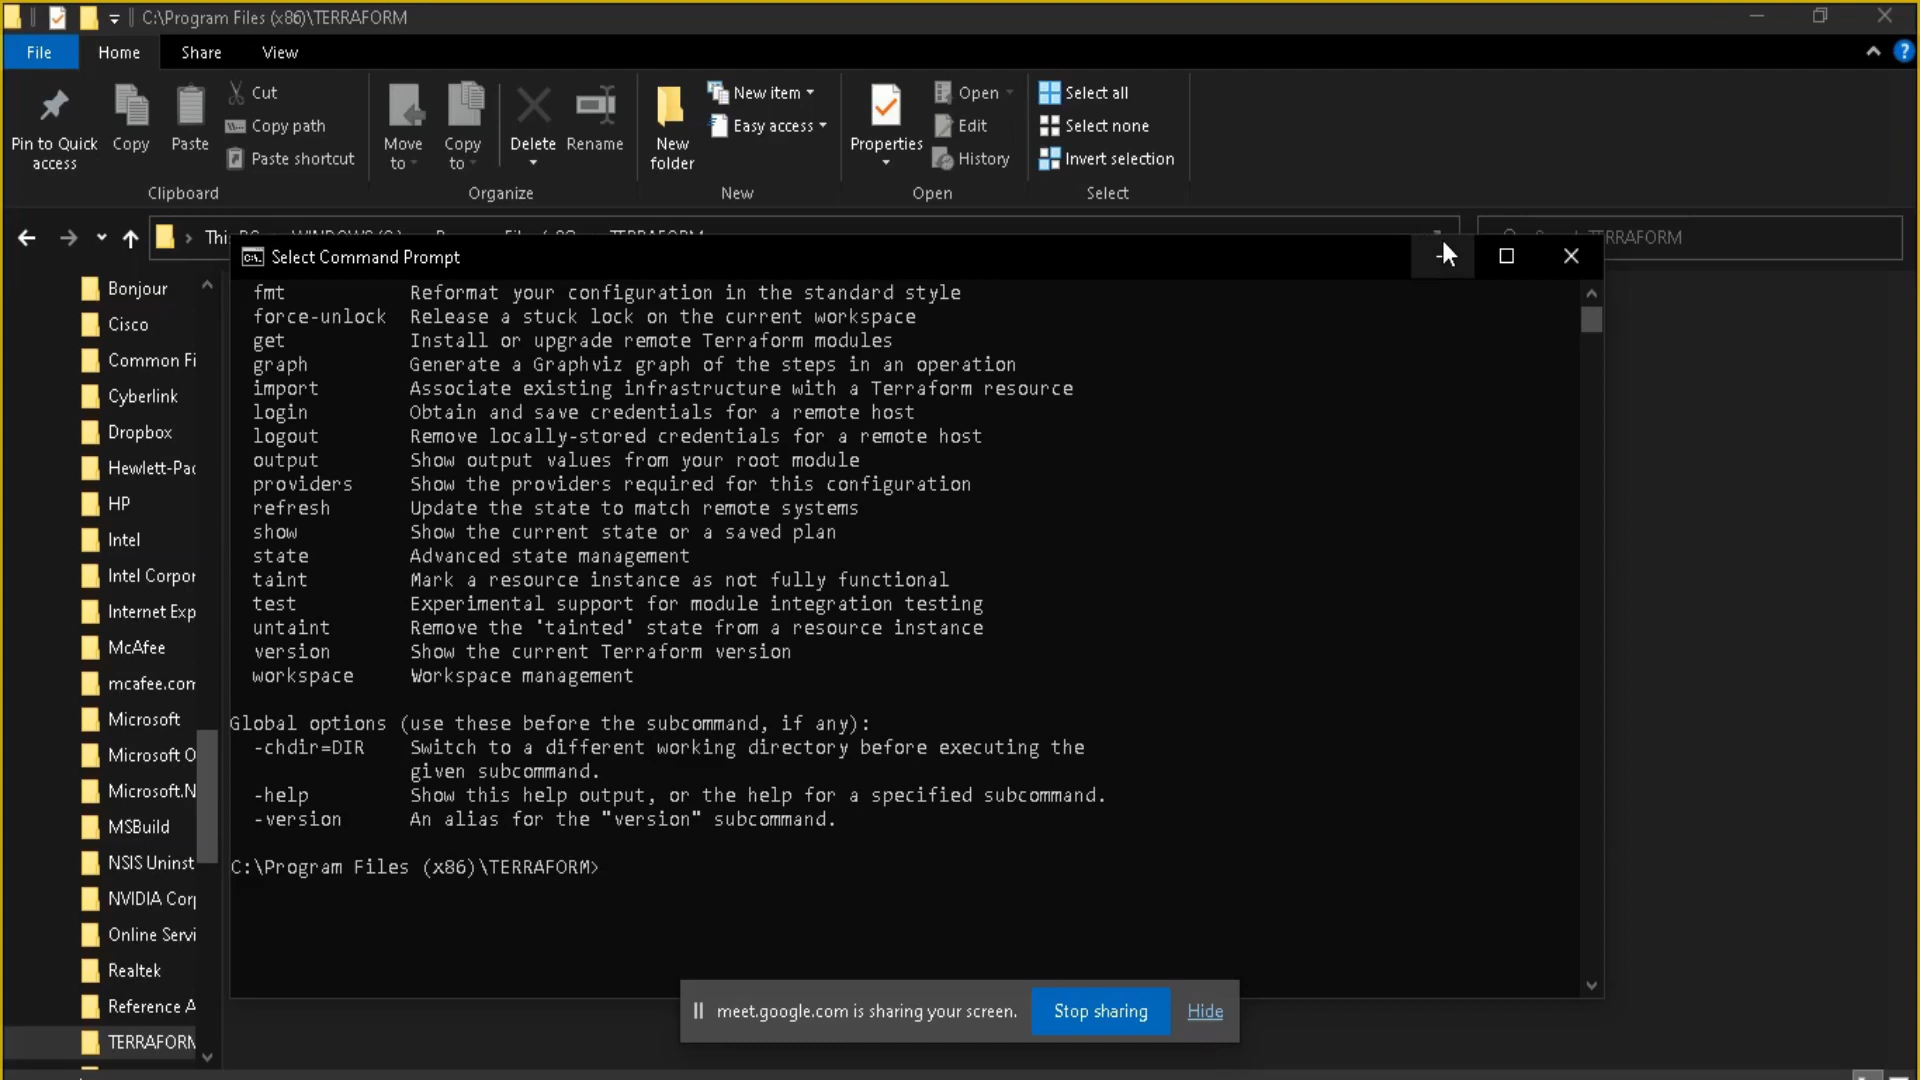 C:\Program Files (x86)\TERRAFORM
File Home Share View
Pin to Quick access
Copy
Paste
Cut
Copy path
Paste shortcut
Clipboard
Move to
Copy to
Delete
Rename
Organize
New folder
New item
Easy access
New
Properties
Open
Edit
History
Open
Select all
Select none
Invert selection
Select
TERRAFORM
Select Command Prompt
Bonjour
Cisco
Common Fi
Cyberlink
Dropbox
Hewlett-Pac
HP
Intel
Intel Corpor
Internet Exp
McAfee
mcafee.com
Microsoft
Microsoft O
Microsoft.N
MSBuild
NSIS Uninst
NVIDIA Corp
Online Servi
Realtek
Reference A
TERRAFORM
fmt Reformat your configuration in the standard style
force-unlock Release a stuck lock on the current workspace
get Install or upgrade remote Terraform modules
graph Generate a Graphviz graph of the steps in an operation
import Associate existing infrastructure with a Terraform resource
login Obtain and save credentials for a remote host
logout Remove locally-stored credentials for a remote host
output Show output values from your root module
providers Show the providers required for this configuration
refresh Update the state to match remote systems
show Show the current state or a saved plan
state Advanced state management
taint Mark a resource instance as not fully functional
test Experimental support for module integration testing
untaint Remove the 'tainted' state from a resource instance
version Show the current Terraform version
workspace Workspace management
Global options (use these before the subcommand, if any):
-chdir=DIR Switch to a different working directory before executing the
given subcommand.
-help Show this help output, or the help for a specified subcommand.
-version An alias for the "version" subcommand.
C:\Program Files (x86)\TERRAFORM>
meet.google.com is sharing your screen. Stop sharing Hide